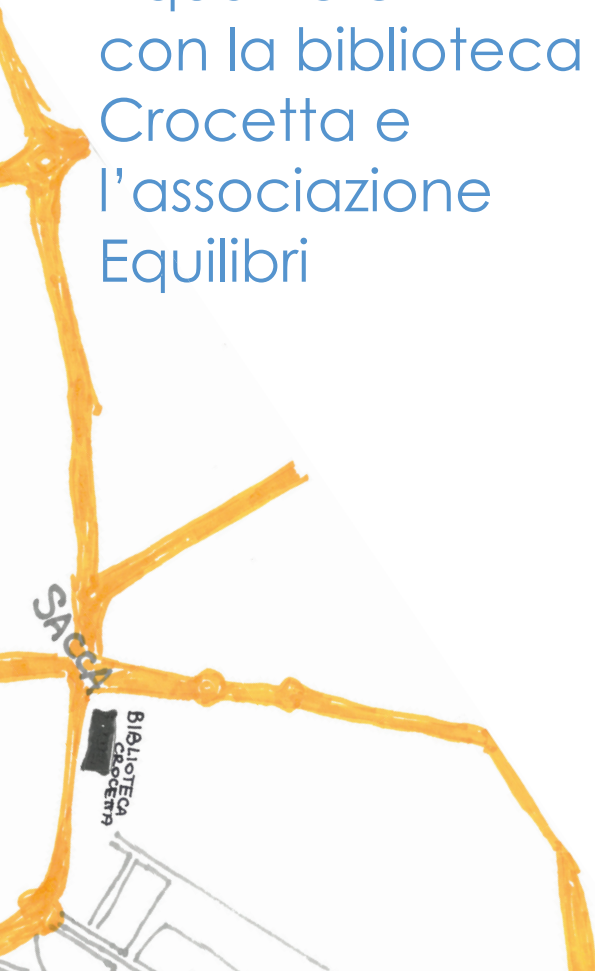 con la biblioteca
Crocetta e
l’associazione
Equilibri
SACCA
BIBLIOTECA
CROCETTA